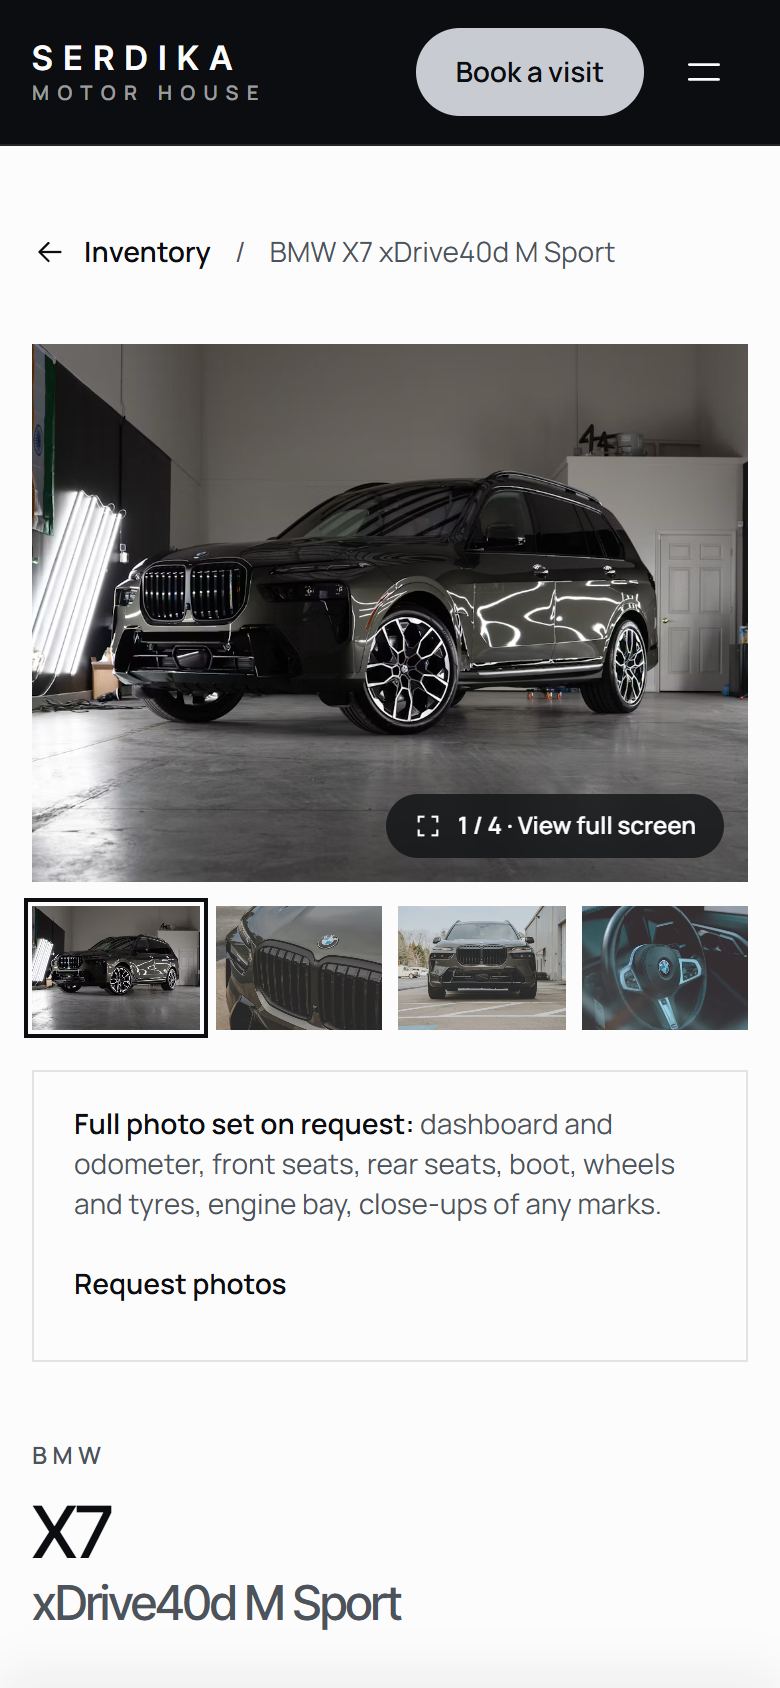 SERDIKA
MOTOR HOUSE
Book a visit
Inventory / BMW X7 xDrive40d M Sport
1 / 4 · View full screen
Full photo set on request: dashboard and
odometer, front seats, rear seats, boot, wheels
and tyres, engine bay, close-ups of any marks.
Request photos
BMW
X7
xDrive40d M Sport